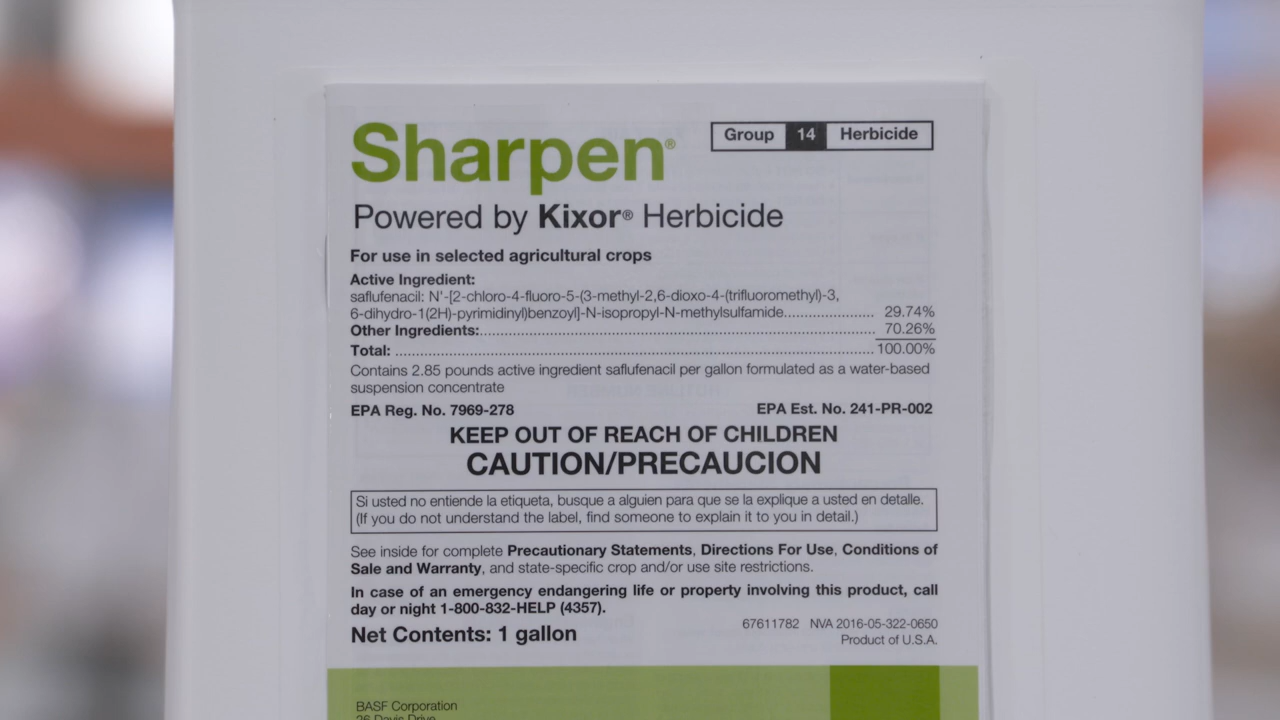 Sharpen®
Group 14 Herbicide
Powered by Kixor® Herbicide
For use in selected agricultural crops
Active Ingredient:
saflufenacil: N'-[2-chloro-4-fluoro-5-(3-methyl-2,6-dioxo-4-(trifluoromethyl)-3,
6-dihydro-1(2H)-pyrimidinyl)benzoyl]-N-isopropyl-N-methylsulfamide.................... 29.74%
Other Ingredients:.................................................................................... 70.26%
Total: .................................................................................................... 100.00%
Contains 2.85 pounds active ingredient saflufenacil per gallon formulated as a water-based
suspension concentrate
EPA Reg. No. 7969-278 EPA Est. No. 241-PR-002
KEEP OUT OF REACH OF CHILDREN
CAUTION/PRECAUCION
Si usted no entiende la etiqueta, busque a alguien para que se la explique a usted en detalle.
(If you do not understand the label, find someone to explain it to you in detail.)
See inside for complete Precautionary Statements, Directions For Use, Conditions of
Sale and Warranty, and state-specific crop and/or use site restrictions.
In case of an emergency endangering life or property involving this product, call
day or night 1-800-832-HELP (4357).
67611782 NVA 2016-05-322-0650
Net Contents: 1 gallon
Product of U.S.A.
BASF Corporation
26 Davis Drive